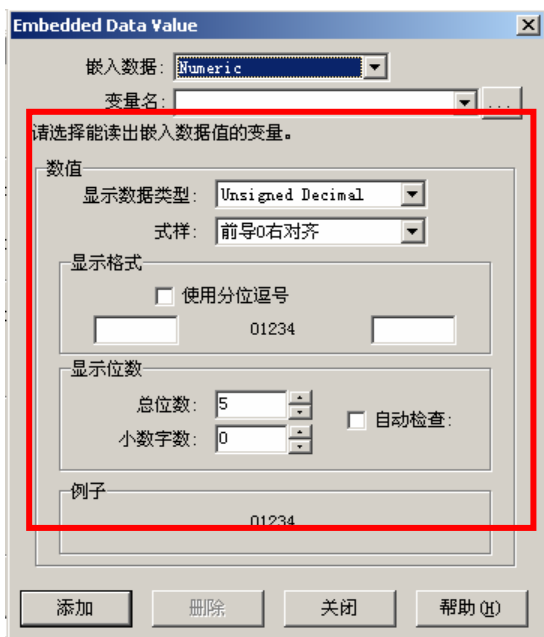 Embedded Data Value
嵌入数据: Numeric
变量名: ...
请选择能读出嵌入数据值的变量。
数值
显示数据类型: Unsigned Decimal
式样: 前导0右对齐
显示格式
使用分位逗号
01234
显示位数
总位数: 5
自动检查:
小数字数: 0
例子
01234
添加 删除 关闭 帮助(H)